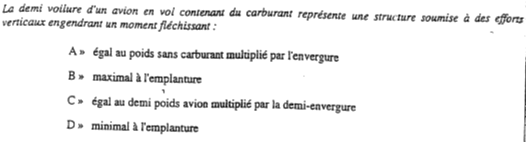 La demi voilure d'un avion en vol contenant du carburant représente une structure soumise à des efforts
verticaux engendrant un moment fléchissant :
A » égal au poids sans carburant multiplié par l'envergure
B » maximal à l'emplanture
C » égal au demi poids avion multiplié par la demi-envergure
D » minimal à l'emplanture